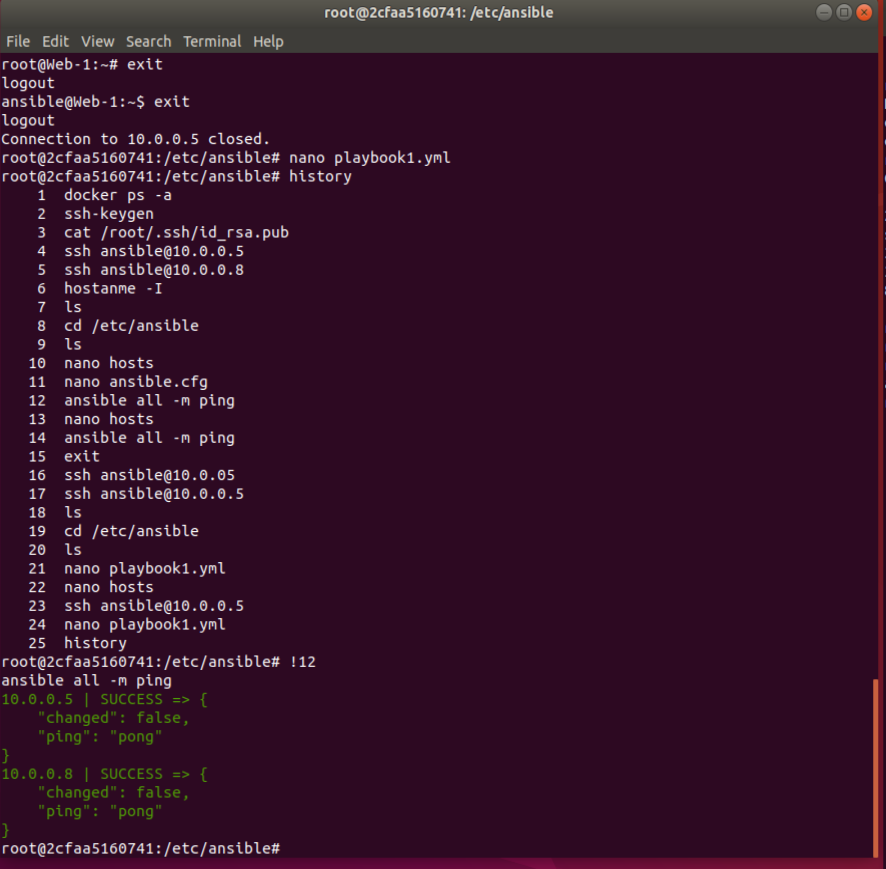 root@2cfaa5160741: /etc/ansible
File Edit View Search Terminal Help
root@Web-1:~# exit
logout
ansible@Web-1:~$ exit
logout
Connection to 10.0.0.5 closed.
root@2cfaa5160741:/etc/ansible# nano playbook1.yml
root@2cfaa5160741:/etc/ansible# history
    1  docker ps -a
    2  ssh-keygen
    3  cat /root/.ssh/id_rsa.pub
    4  ssh ansible@10.0.0.5
    5  ssh ansible@10.0.0.8
    6  hostanme -I
    7  ls
    8  cd /etc/ansible
    9  ls
   10  nano hosts
   11  nano ansible.cfg
   12  ansible all -m ping
   13  nano hosts
   14  ansible all -m ping
   15  exit
   16  ssh ansible@10.0.05
   17  ssh ansible@10.0.0.5
   18  ls
   19  cd /etc/ansible
   20  ls
   21  nano playbook1.yml
   22  nano hosts
   23  ssh ansible@10.0.0.5
   24  nano playbook1.yml
   25  history
root@2cfaa5160741:/etc/ansible# !12
ansible all -m ping
10.0.0.5 | SUCCESS => {
    "changed": false,
    "ping": "pong"
}
10.0.0.8 | SUCCESS => {
    "changed": false,
    "ping": "pong"
}
root@2cfaa5160741:/etc/ansible#